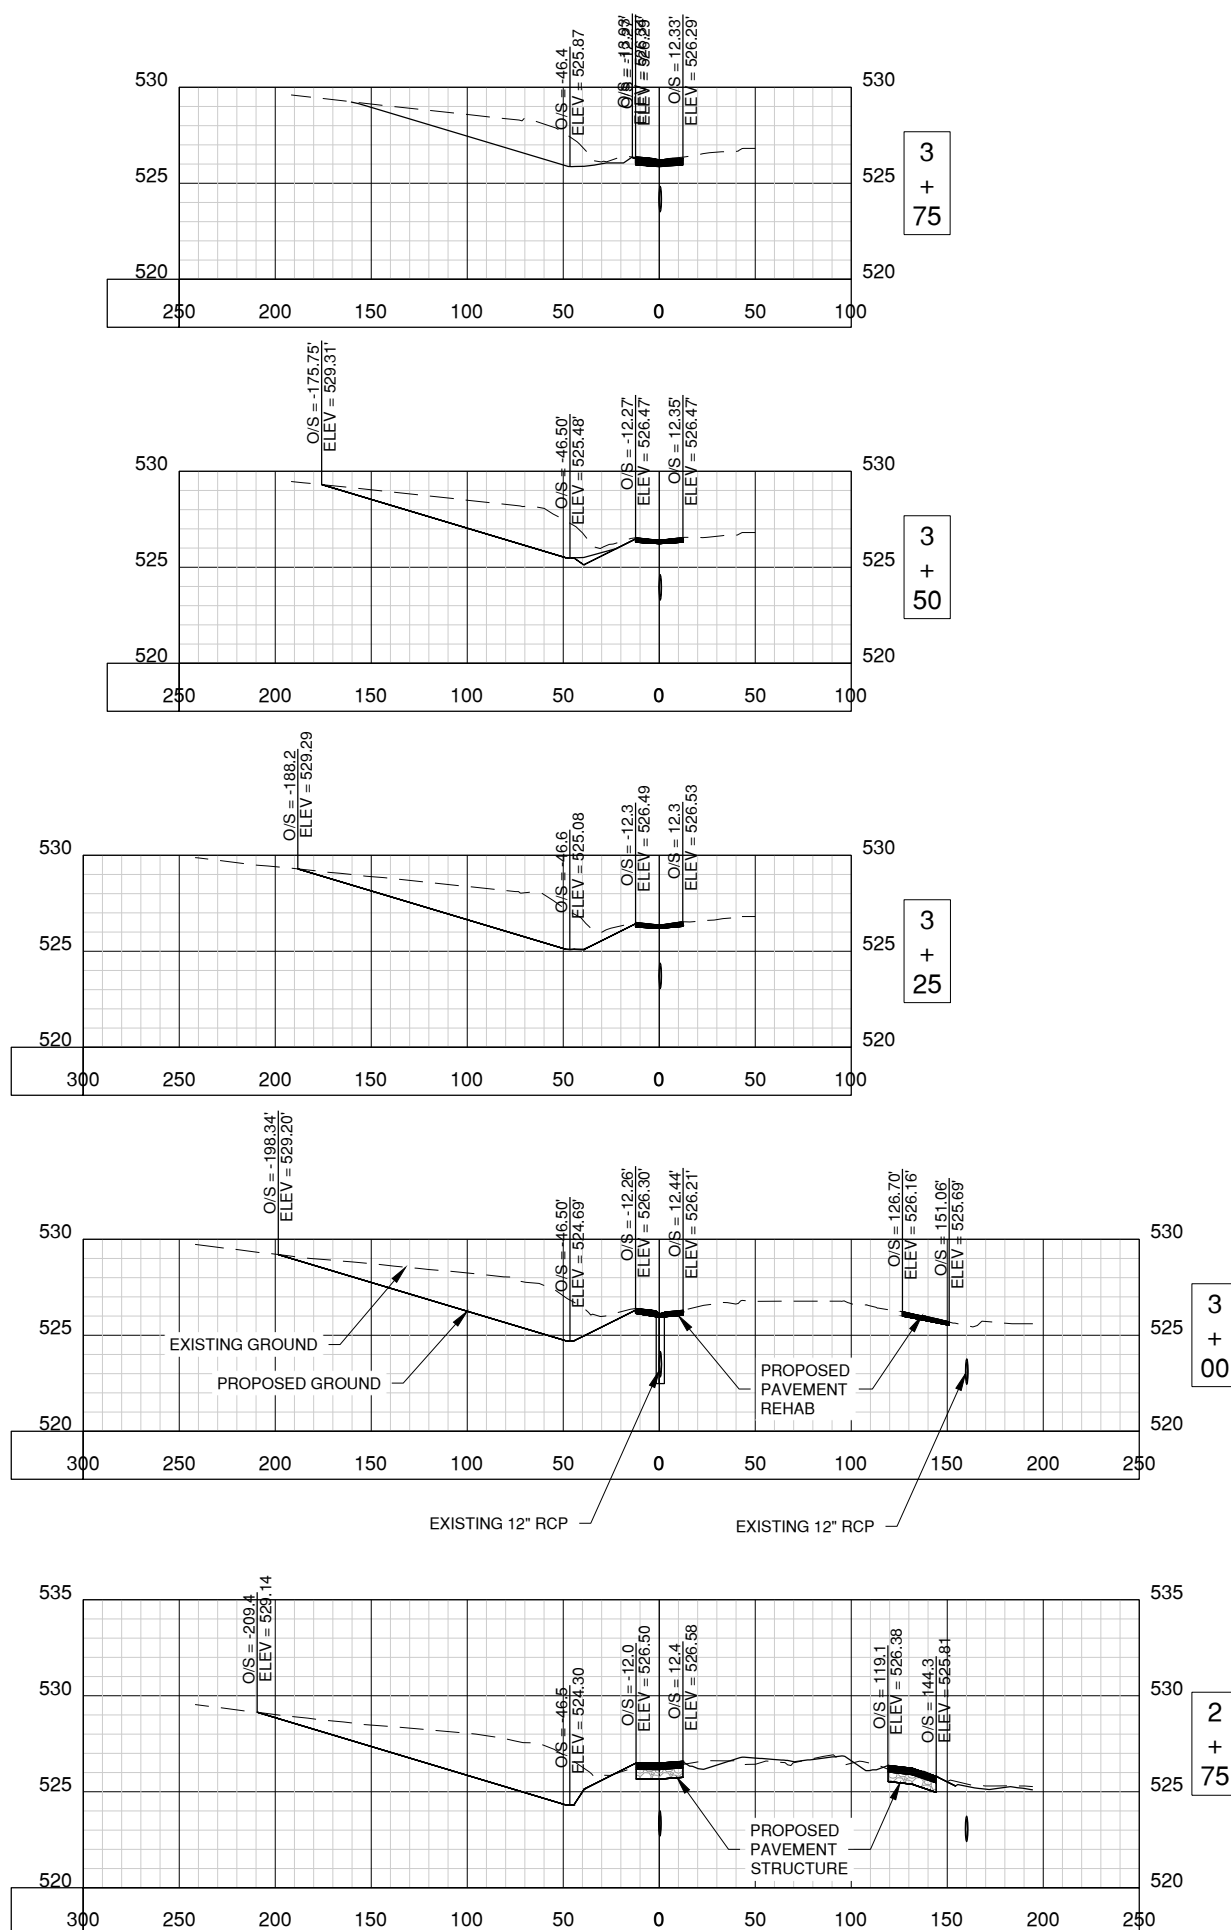 O/S = -46.4
ELEV = 525.87
O/S = 12.33'
ELEV = 526.29'
530
530
525
525
520
520
250 200 150 100 50 0 50 100
3
+
75
O/S = -175.75'
ELEV = 529.31'
O/S = -46.50'
ELEV = 525.48'
O/S = -12.27'
ELEV = 526.47'
O/S = 12.35'
ELEV = 526.47'
530
530
525
525
520
520
250 200 150 100 50 0 50 100
3
+
50
O/S = -188.2
ELEV = 529.29
O/S = -46.6
ELEV = 525.08
O/S = -12.3
ELEV = 526.49
O/S = 12.3
ELEV = 526.53
530
530
525
525
520
520
300 250 200 150 100 50 0 50 100
3
+
25
O/S = -198.34'
ELEV = 529.20'
O/S = -46.50'
ELEV = 524.69'
O/S = -12.26'
ELEV = 526.30'
O/S = 12.44'
ELEV = 526.21'
O/S = 126.70'
ELEV = 526.16'
O/S = 151.06'
ELEV = 525.69'
530
530
525
525
520
520
EXISTING GROUND
PROPOSED GROUND
PROPOSED
PAVEMENT
REHAB
300 250 200 150 100 50 0 50 100 150 200 250
3
+
00
EXISTING 12" RCP
EXISTING 12" RCP
O/S = -209.4
ELEV = 529.14
O/S = -46.5
ELEV = 524.30
O/S = -12.0
ELEV = 526.50
O/S = 12.4
ELEV = 526.58
O/S = 119.1
ELEV = 526.38
O/S = 144.3
ELEV = 525.81
535
535
530
530
525
525
520
520
PROPOSED
PAVEMENT
STRUCTURE
2
+
75
300 250 200 150 100 50 0 50 100 150 200 250